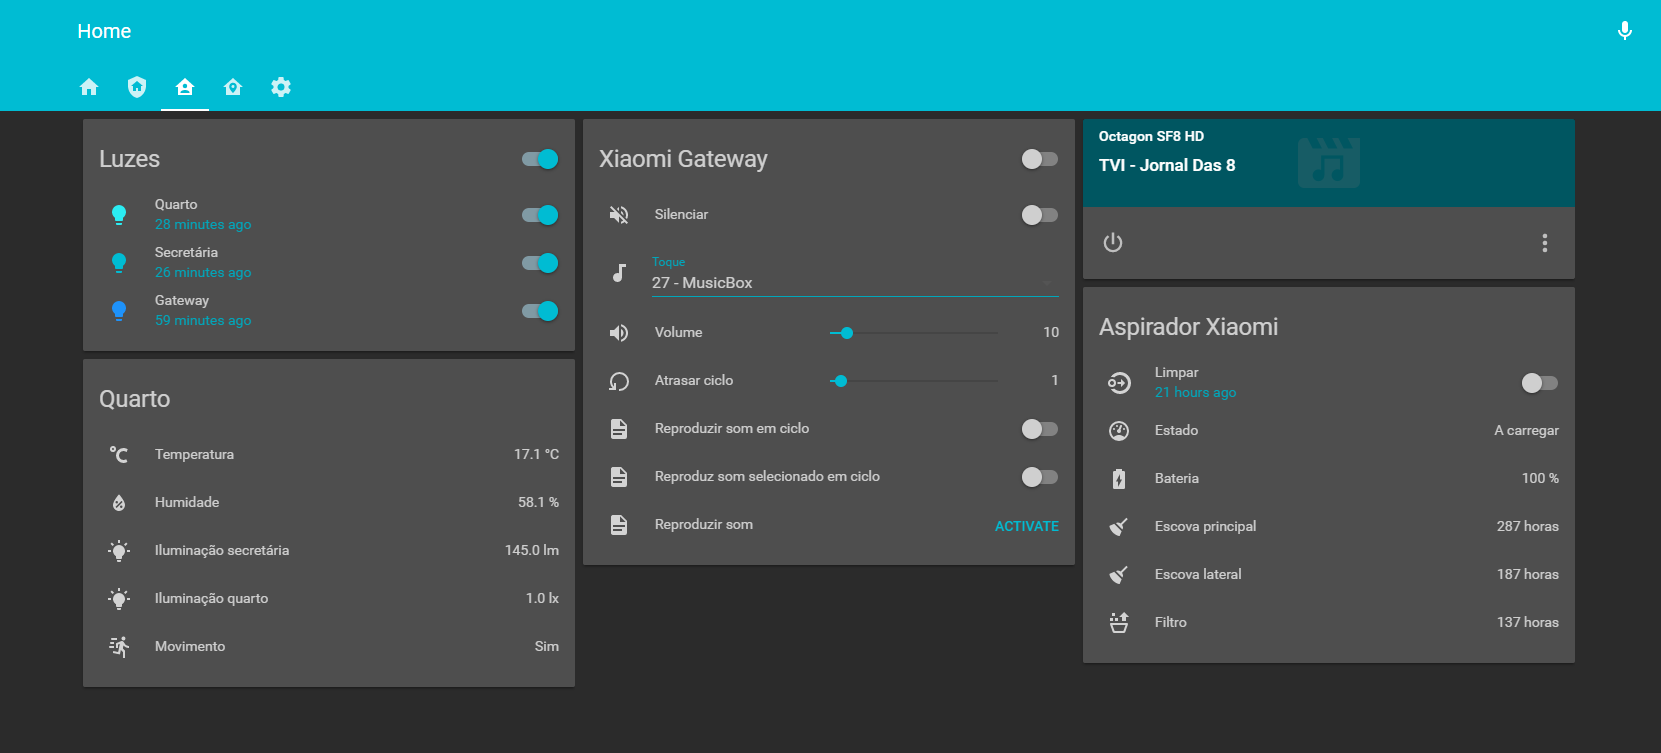 Home
Luzes
Quarto
28 minutes ago
Secretária
26 minutes ago
Gateway
59 minutes ago
Quarto
Temperatura 17.1 °C
Humidade 58.1 %
Iluminação secretária 145.0 lm
Iluminação quarto 1.0 lx
Movimento Sim
Xiaomi Gateway
Silenciar
Toque
27 - MusicBox
Volume 10
Atrasar ciclo 1
Reproduzir som em ciclo
Reproduz som selecionado em ciclo
Reproduzir som ACTIVATE
Octagon SF8 HD
TVI - Jornal Das 8
Aspirador Xiaomi
Limpar
21 hours ago
Estado A carregar
Bateria 100 %
Escova principal 287 horas
Escova lateral 187 horas
Filtro 137 horas